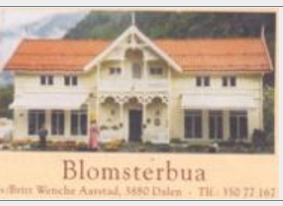 Blomsterbua
v/Britt Wenche Aarstad, 3880 Dalen - Tlf.: 350 77 167